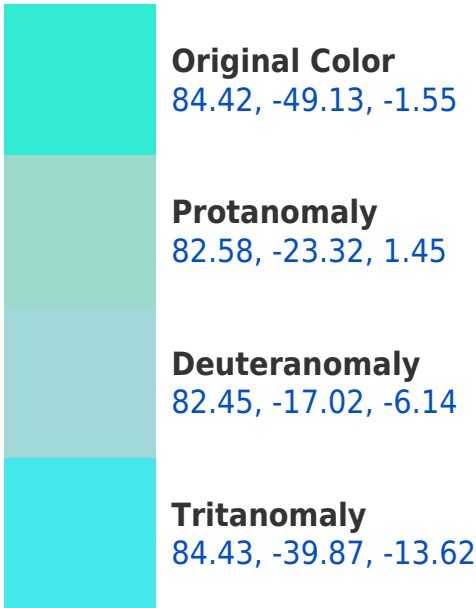 Original Color
84.42, -49.13, -1.55
Protanomaly
82.58, -23.32, 1.45
Deuteranomaly
82.45, -17.02, -6.14
Tritanomaly
84.43, -39.87, -13.62